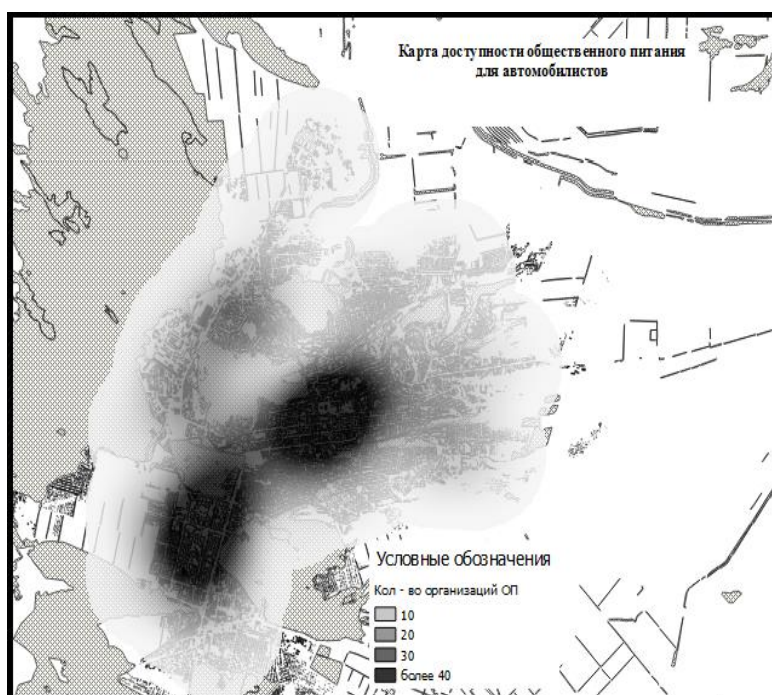 Карта доступности общественного питания
для автомобилистов
Условные обозначения
Кол - во организаций ОП
10
20
30
более 40